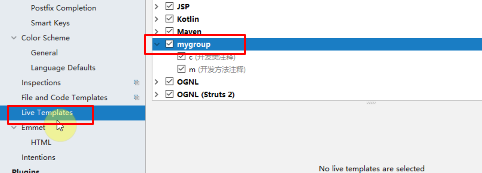 Postfix Completion
Smart Keys
Color Scheme
General
Language Defaults
Inspections
File and Code Templates
Live Templates
Emmet
HTML
Intentions
Plugins
JSP
Kotlin
Maven
mygroup
c (开发类注释)
m (开发方法注释)
OGNL
OGNL (Struts 2)
No live templates are selected